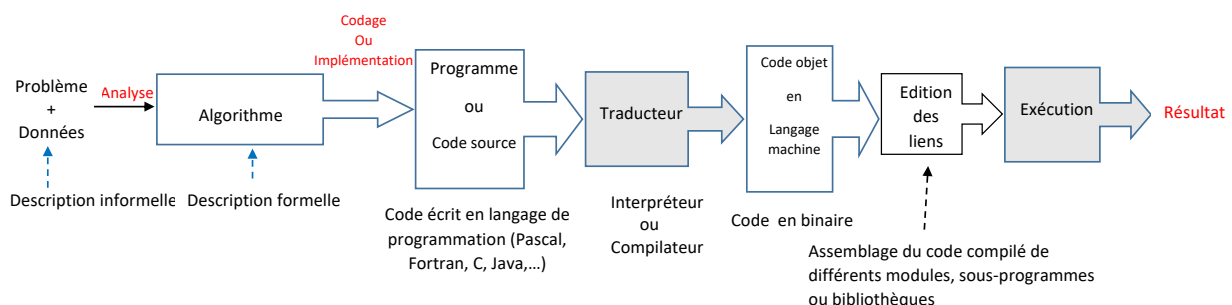 Problème
+
Données
Analyse
Algorithme
Codage
Ou
Implémentation
Programme
ou
Code source
Traducteur
Code objet
en
Langage
machine
Edition
des
liens
Exécution
Résultat
Description informelle
Description formelle
Code écrit en langage de
programmation (Pascal,
Fortran, C, Java,…)
Interpréteur
ou
Compilateur
Code en binaire
Assemblage du code compilé de
différents modules, sous-programmes
ou bibliothèques